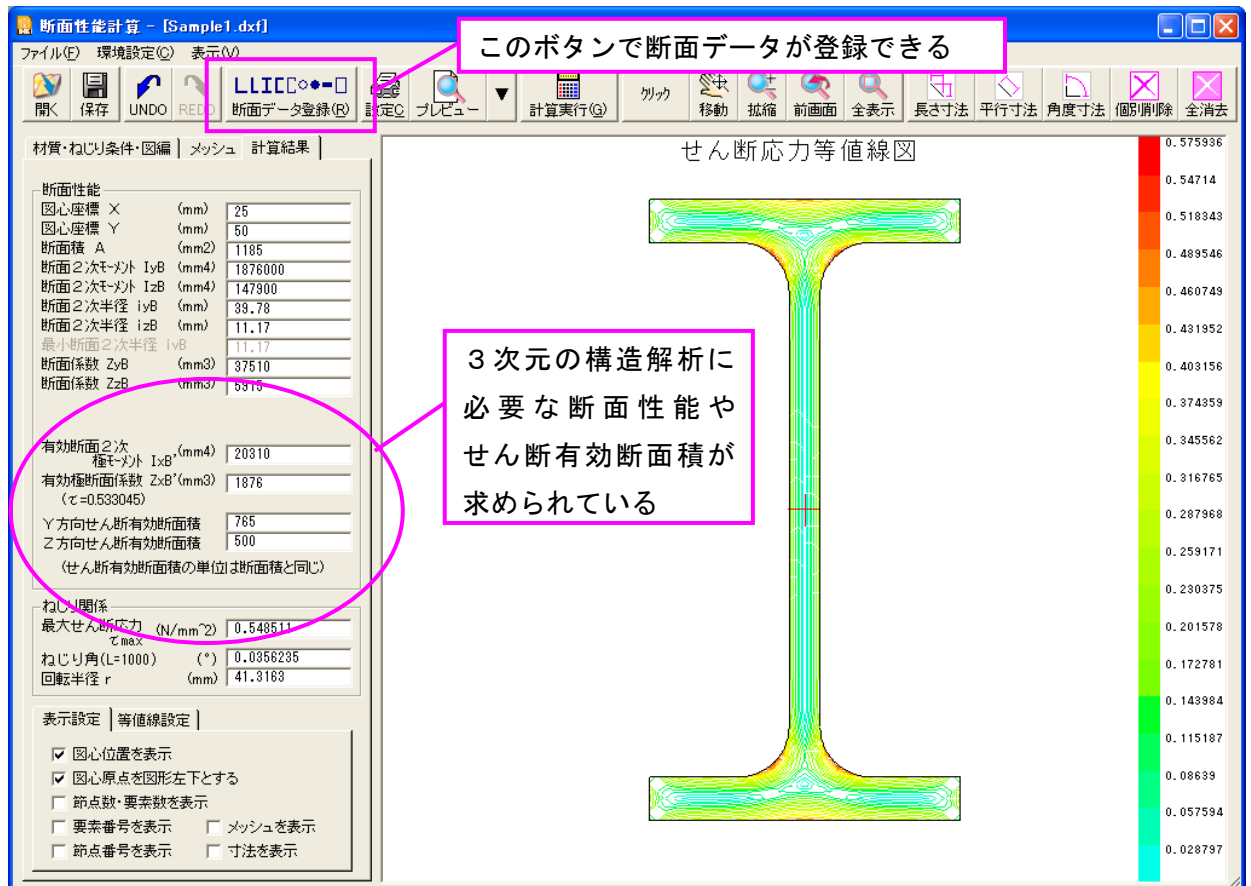 断面性能計算 - [Sample1.dxf]
このボタンで断面データが登録できる
ファイル(F) 環境設定(C) 表示(V)
LLIC[○●━□
開く 保存 UNDO REDO 断面データ登録(R) 設定C プレビュー ▼ 計算実行(G) クリック 移動 拡縮 前画面 全表示 長さ寸法 平行寸法 角度寸法 個別削除 全消去
材質・ねじり条件・図編 メッシュ 計算結果
せん断応力等値線図
断面性能
図心座標 X (mm) 25
図心座標 Y (mm) 50
断面積 A (mm2) 1185
断面2次モーメント IyB (mm4) 1876000
断面2次モーメント IzB (mm4) 147900
断面2次半径 iyB (mm) 39.78
断面2次半径 izB (mm) 11.17
最小断面2次半径 ivB 11.17
断面係数 ZyB (mm3) 37510
断面係数 ZzB (mm3) 5915
有効断面2次
極モーメント IxB' (mm4) 20310
有効極断面係数 ZxB'(mm3) 1876
(τ=0.533045)
Y方向せん断有効断面積 765
Z方向せん断有効断面積 500
(せん断有効断面積の単位は断面積と同じ)
ねじり関係
最大せん断応力 (N/mm^2) 0.548511
τmax
ねじり角(L=1000) (°) 0.0356235
回転半径 r (mm) 41.3163
表示設定 等値線設定
図心位置を表示
図心原点を図形左下とする
節点数・要素数を表示
要素番号を表示 メッシュを表示
節点番号を表示 寸法を表示
3次元の構造解析に
必要な断面性能や
せん断有効断面積が
求められている
0.575936
0.54714
0.518343
0.489546
0.460749
0.431952
0.403156
0.374359
0.345562
0.316765
0.287968
0.259171
0.230375
0.201578
0.172781
0.143984
0.115187
0.08639
0.057594
0.028797